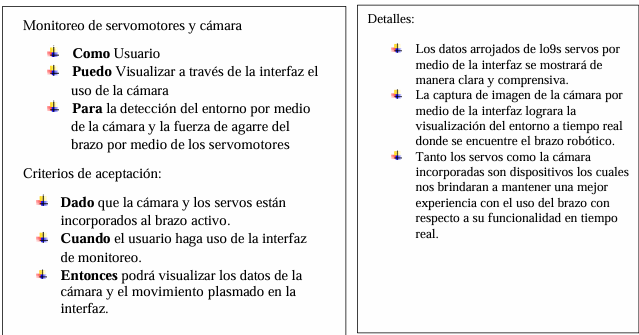 Monitoreo de servomotores y cámara
Como Usuario
Puedo Visualizar a través de la interfaz el
uso de la cámara
Para la detección del entorno por medio
de la cámara y la fuerza de agarre del
brazo por medio de los servomotores
Criterios de aceptación:
Dado que la cámara y los servos están
incorporados al brazo activo.
Cuando el usuario haga uso de la interfaz
de monitoreo.
Entonces podrá visualizar los datos de la
cámara y el movimiento plasmado en la
interfaz.
Detalles:
Los datos arrojados de lo9s servos por
medio de la interfaz se mostrará de
manera clara y comprensiva.
La captura de imagen de la cámara por
medio de la interfaz lograra la
visualización del entorno a tiempo real
donde se encuentre el brazo robótico.
Tanto los servos como la cámara
incorporadas son dispositivos los cuales
nos brindaran a mantener una mejor
experiencia con el uso del brazo con
respecto a su funcionalidad en tiempo
real.